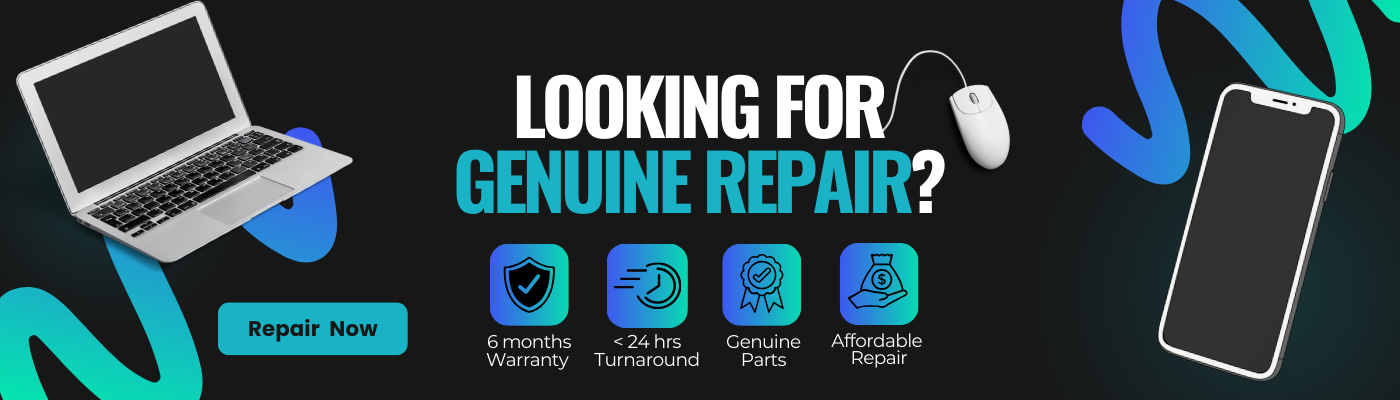 LOOKING FOR
GENUINE REPAIR?
6 months
Warranty
< 24 hrs
Turnaround
Genuine
Parts
$
Affordable
Repair
Repair Now